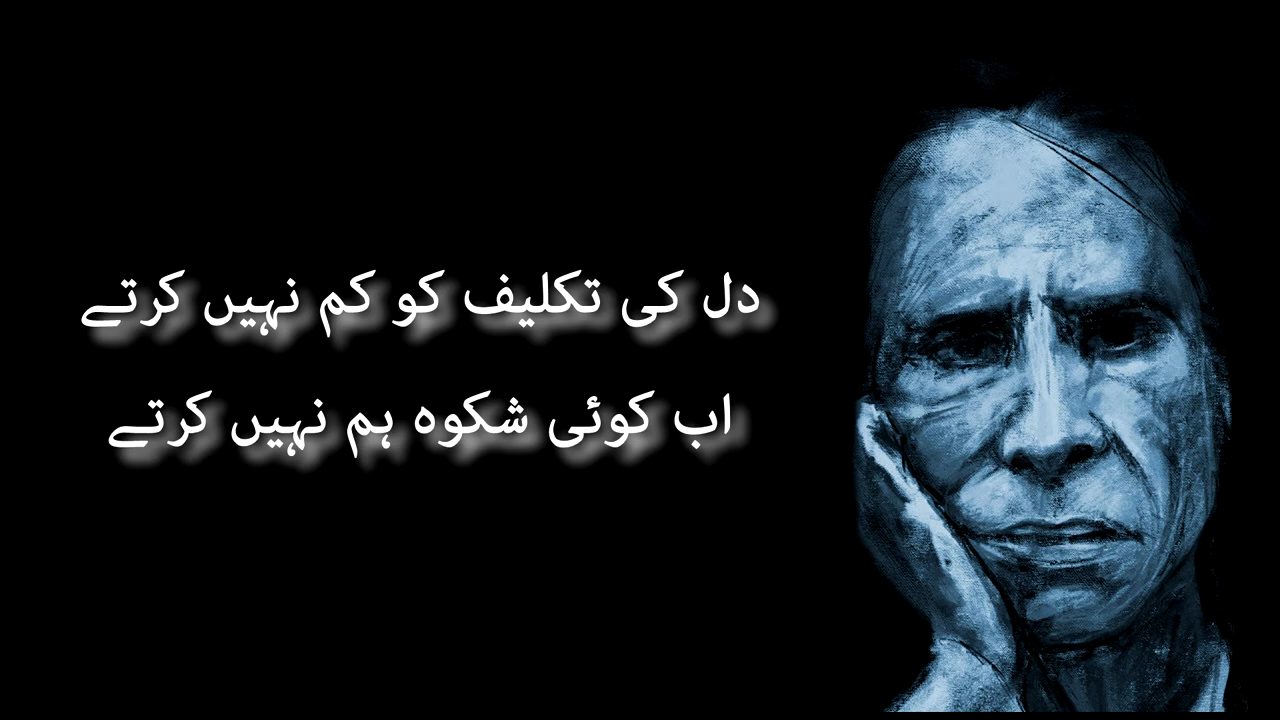 دل کی تکلیف کو کم نہیں کرتے
اب کوئی شکوہ ہم نہیں کرتے